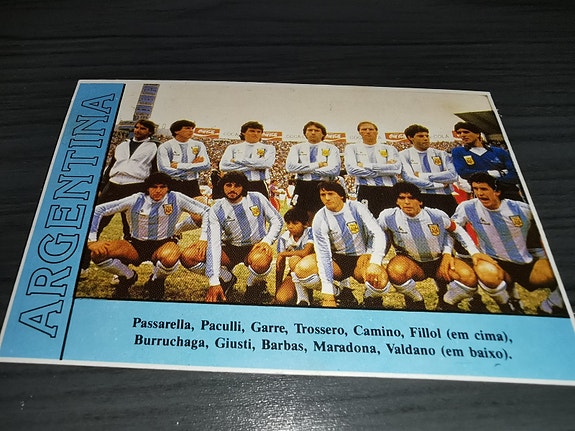 ARGENTINA
Passarella, Paculli, Garre, Trossero, Camino, Fillol (em cima),
Burruchaga, Giusti, Barbas, Maradona, Valdano (em baixo).